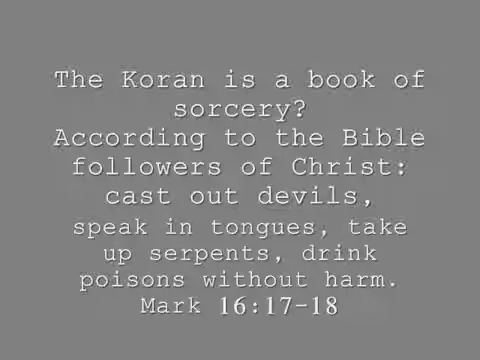 The Koran is a book of
sorcery?
According to the Bible
followers of Christ:
cast out devils,
speak in tongues, take
up serpents, drink
poisons without harm.
Mark 16:17-18